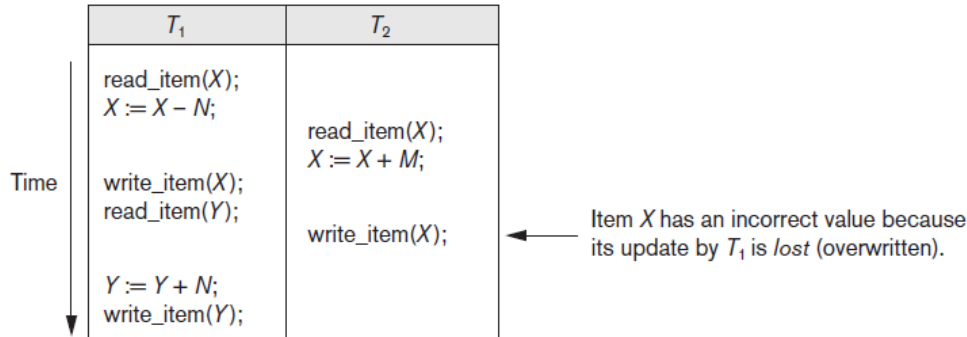 T₁ T₂
read_item(X);
X := X – N;
read_item(X);
X := X + M;
Time
write_item(X);
read_item(Y);
write_item(X);
Item X has an incorrect value because
its update by T₁ is lost (overwritten).
Y := Y + N;
write_item(Y);